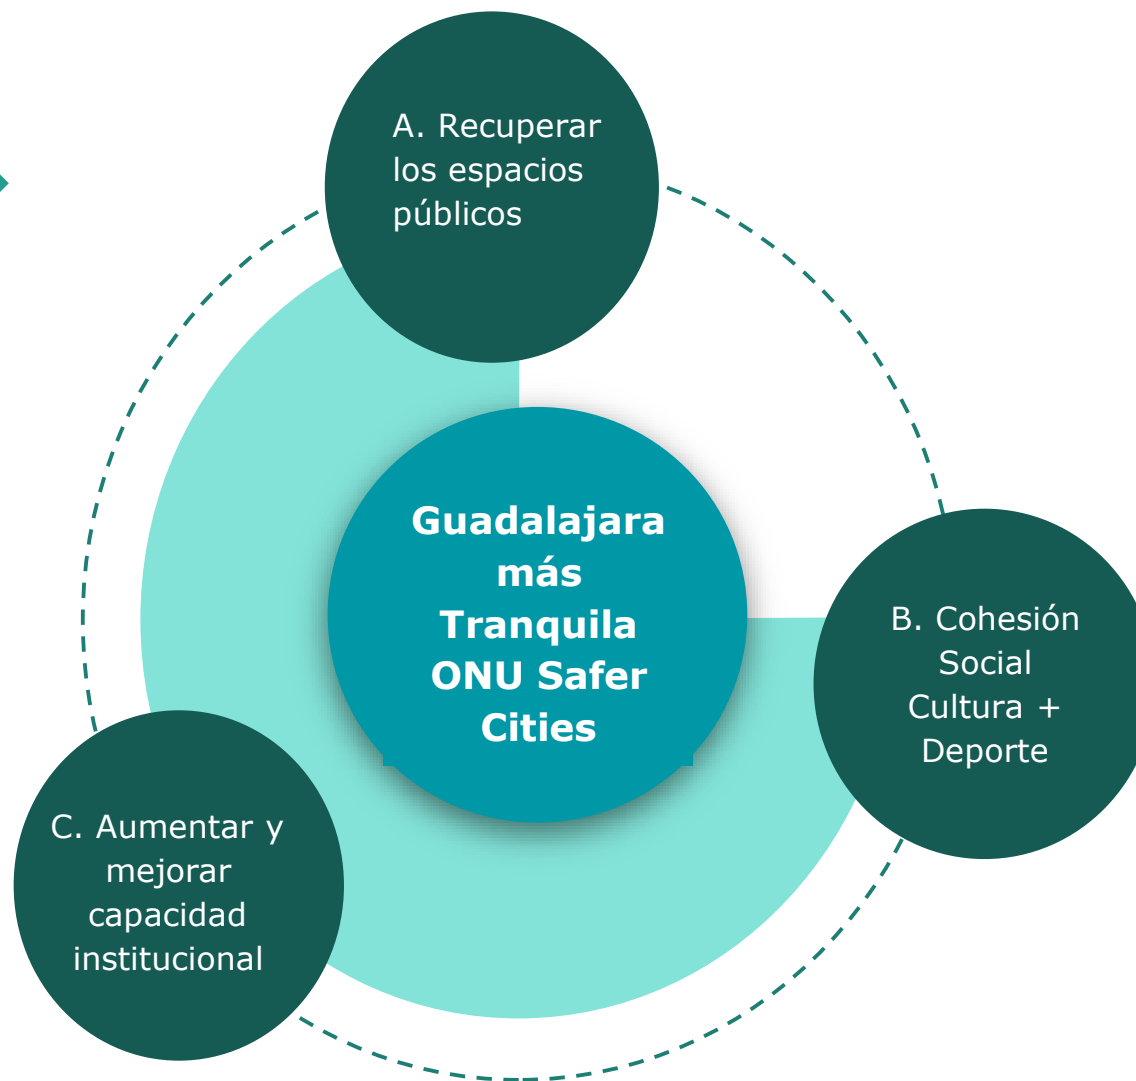 A. Recuperar
los espacios
públicos
Guadalajara
más
Tranquila
ONU Safer
Cities
B. Cohesión
Social
Cultura +
Deporte
C. Aumentar y
mejorar
capacidad
institucional